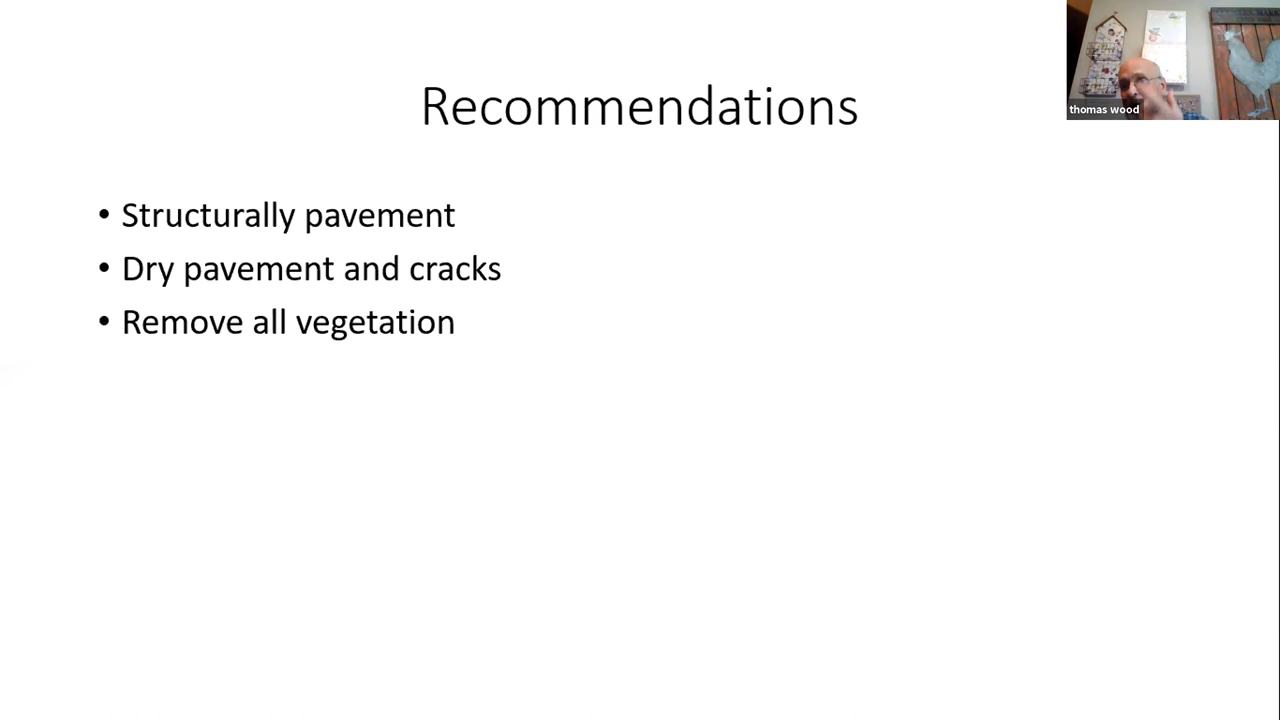 Recommendations
thomas wood
• Structurally pavement
• Dry pavement and cracks
• Remove all vegetation